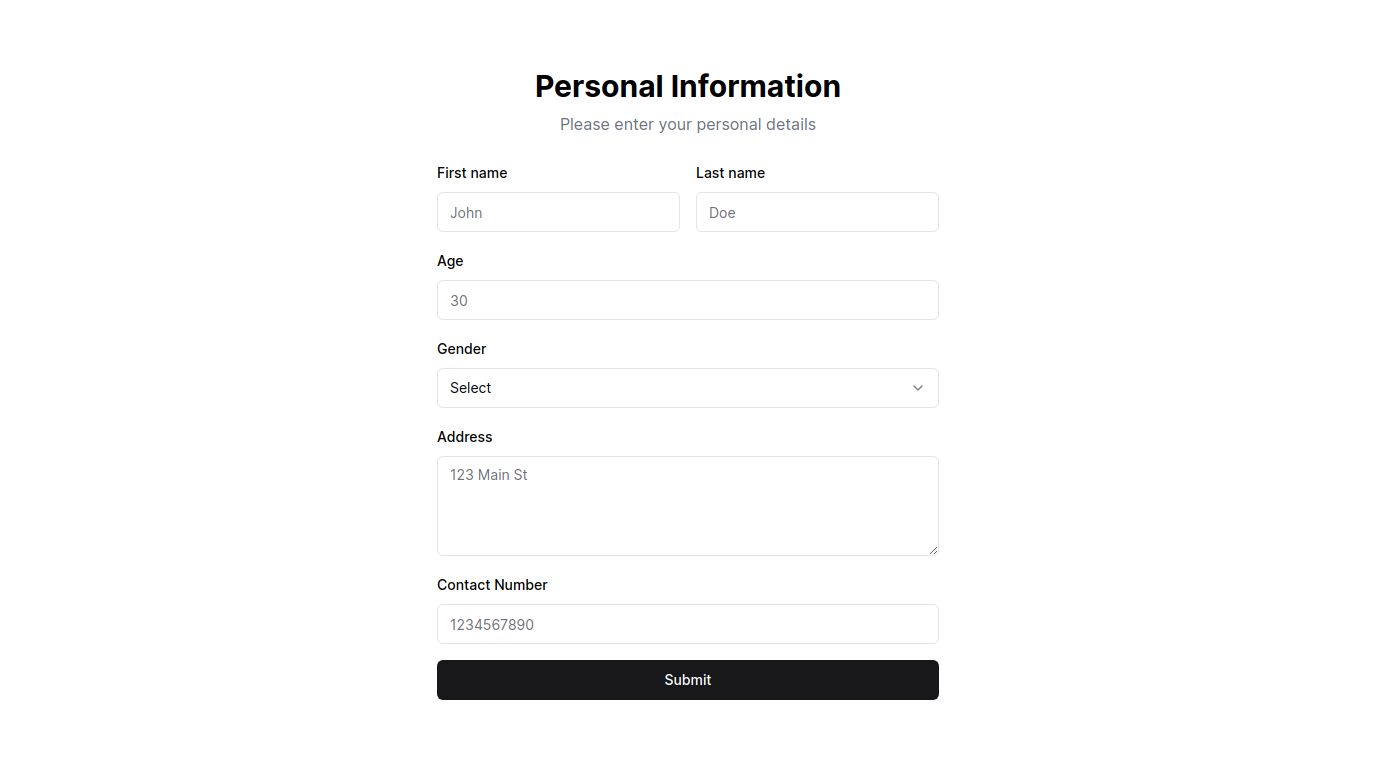 Personal Information
Please enter your personal details
First name
Last name
John
Doe
Age
30
Gender
Select
Address
123 Main St
Contact Number
1234567890
Submit